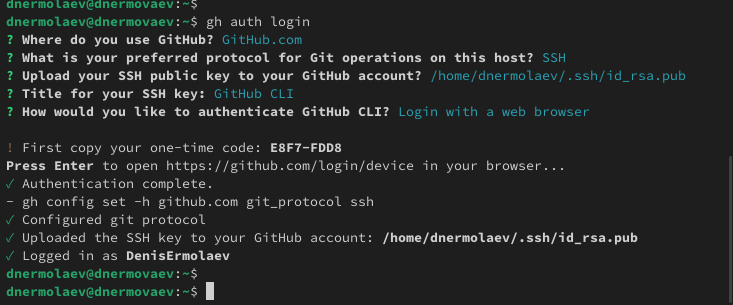 dnermolaev@dnermovaev:~$
dnermolaev@dnermovaev:~$ gh auth login
? Where do you use GitHub? GitHub.com
? What is your preferred protocol for Git operations on this host? SSH
? Upload your SSH public key to your GitHub account? /home/dnermolaev/.ssh/id_rsa.pub
? Title for your SSH key: GitHub CLI
? How would you like to authenticate GitHub CLI? Login with a web browser
! First copy your one-time code: E8F7-FDD8
Press Enter to open https://github.com/login/device in your browser...
✓ Authentication complete.
- gh config set -h github.com git_protocol ssh
✓ Configured git protocol
✓ Uploaded the SSH key to your GitHub account: /home/dnermolaev/.ssh/id_rsa.pub
✓ Logged in as DenisErmolaev
dnermolaev@dnermovaev:~$
dnermolaev@dnermovaev:~$